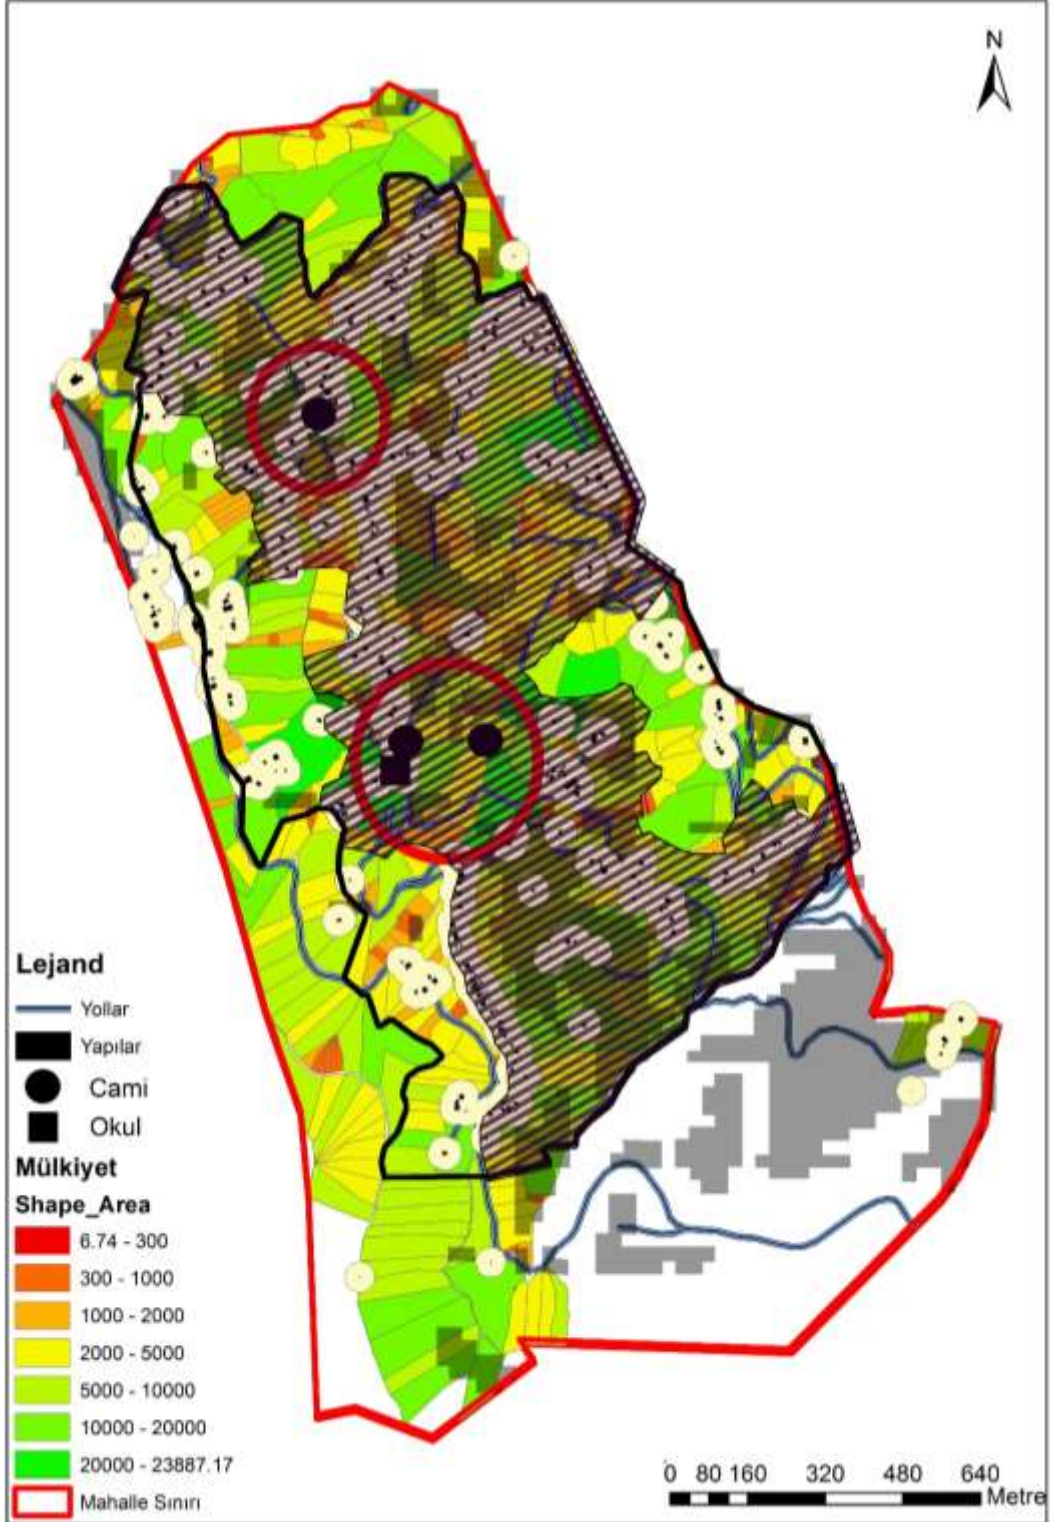 N
Lejand
Yollar
Yapılar
Cami
Okul
Mülkiyet
Shape_Area
6.74 - 300
300 - 1000
1000 - 2000
2000 - 5000
5000 - 10000
10000 - 20000
20000 - 23887.17
Mahalle Sınırı
0 80 160 320 480 640
Metre